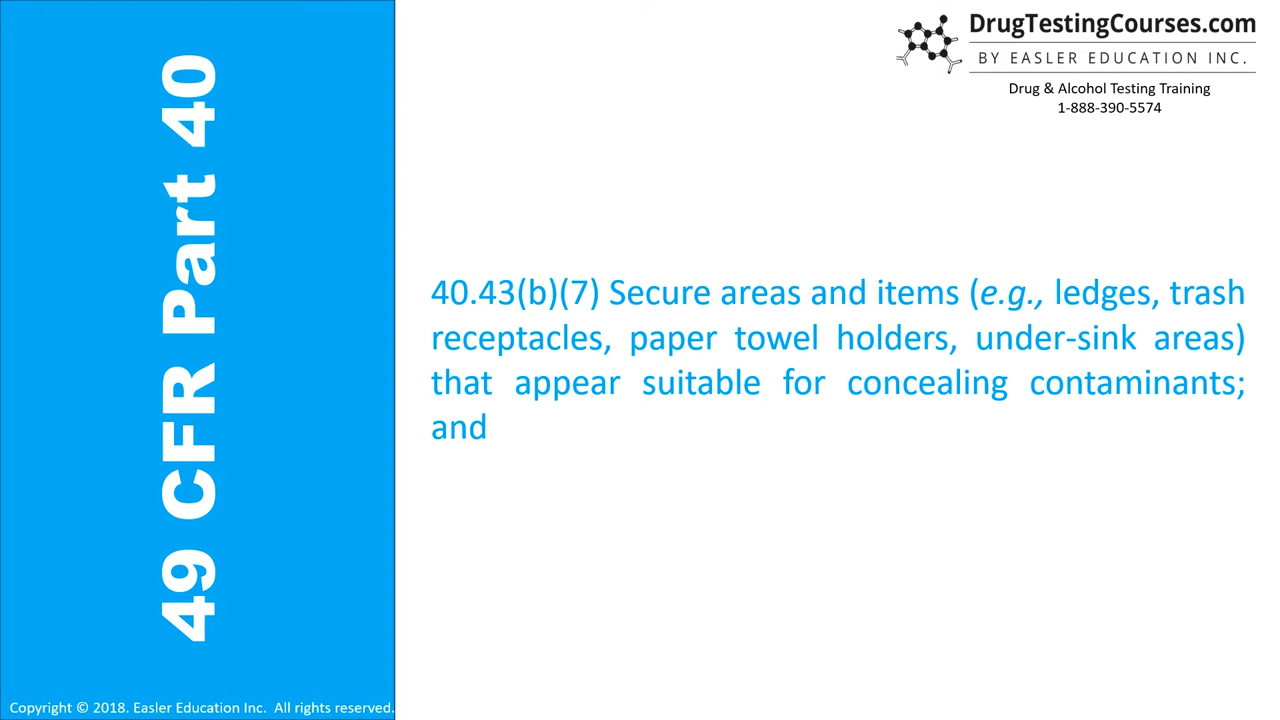 49 CFR Part 40
DrugTestingCourses.com
BY EASLER EDUCATION INC.
Drug & Alcohol Testing Training
1-888-390-5574
40.43(b)(7) Secure areas and items (e.g., ledges, trash
receptacles, paper towel holders, under-sink areas)
that appear suitable for concealing contaminants;
and
Copyright © 2018. Easler Education Inc. All rights reserved.